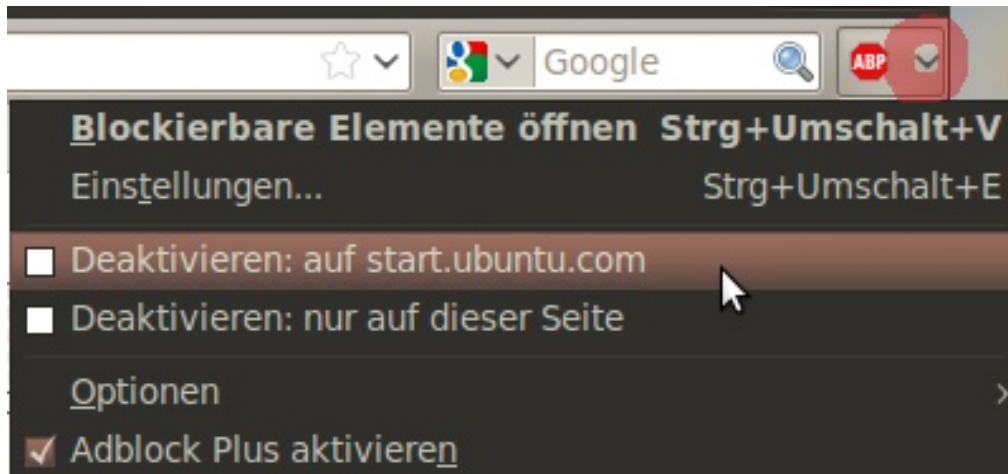 Google ABP
Blockierbare Elemente öffnen Strg+Umschalt+V
Einstellungen... Strg+Umschalt+E
Deaktivieren: auf start.ubuntu.com
Deaktivieren: nur auf dieser Seite
Optionen
Adblock Plus aktivieren